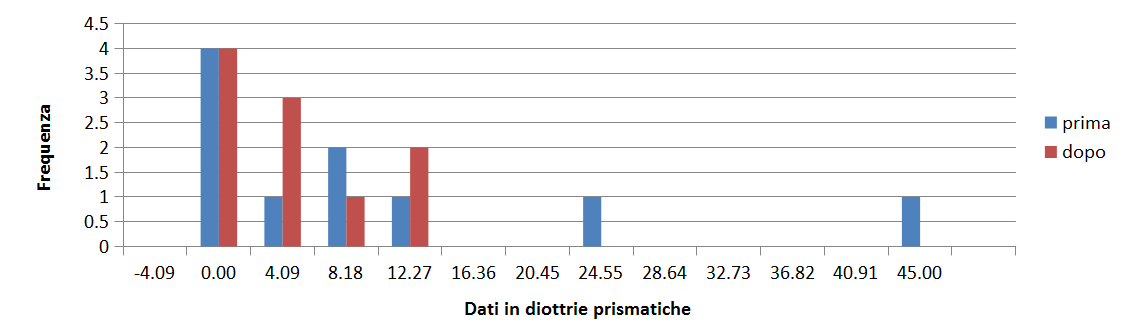 4.5
4
3.5
3
2.5
2
1.5
1
0.5
0
Frequenza
-4.09 0.00 4.09 8.18 12.27 16.36 20.45 24.55 28.64 32.73 36.82 40.91 45.00
Dati in diottrie prismatiche
prima
dopo